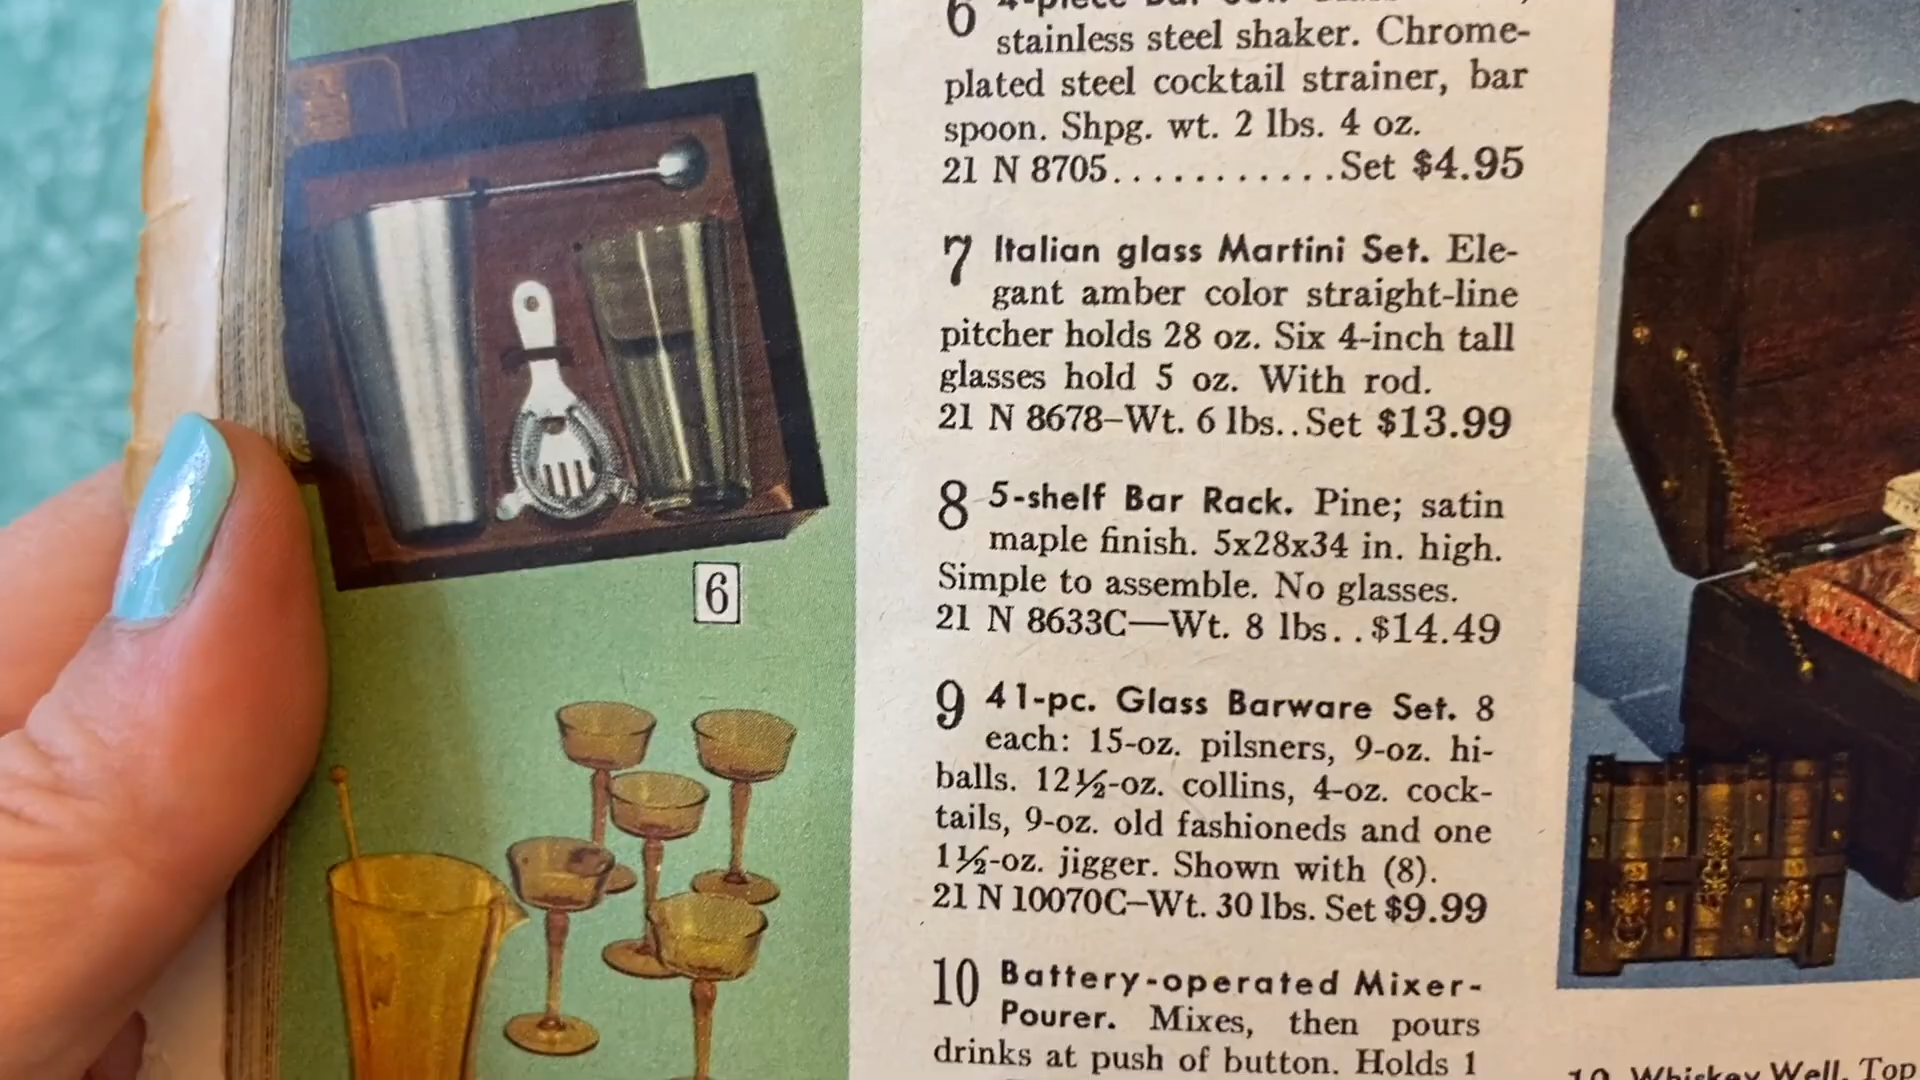 6 4-piece Bar
stainless steel shaker. Chrome-
plated steel cocktail strainer, bar
spoon. Shpg. wt. 2 lbs. 4 oz.
21 N 8705...........Set $4.95
7 Italian glass Martini Set. Ele-
gant amber color straight-line
pitcher holds 28 oz. Six 4-inch tall
glasses hold 5 oz. With rod.
21 N 8678–Wt. 6 lbs..Set $13.99
8 5-shelf Bar Rack. Pine; satin
maple finish. 5x28x34 in. high.
Simple to assemble. No glasses.
21 N 8633C—Wt. 8 lbs..$14.49
9 41-pc. Glass Barware Set. 8
each: 15-oz. pilsners, 9-oz. hi-
balls. 12½-oz. collins, 4-oz. cock-
tails, 9-oz. old fashioneds and one
1½-oz. jigger. Shown with (8).
21 N 10070C–Wt. 30 lbs. Set $9.99
10 Battery-operated Mixer-
Pourer. Mixes, then pours
drinks at push of button. Holds 1
6
Whiskey Well. Top